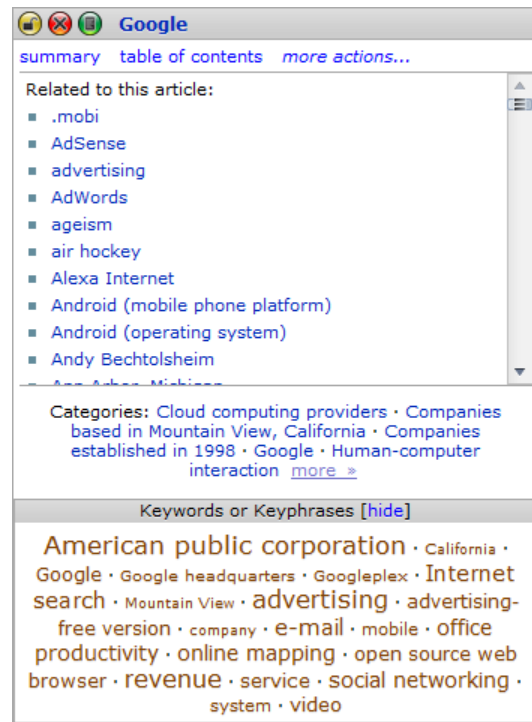 Google
summary table of contents more actions...
Related to this article:
.mobi
AdSense
advertising
AdWords
ageism
air hockey
Alexa Internet
Android (mobile phone platform)
Android (operating system)
Andy Bechtolsheim
Ann Arbor, Michigan
Categories: Cloud computing providers · Companies
based in Mountain View, California · Companies
established in 1998 · Google · Human-computer
interaction more »
Keywords or Keyphrases [hide]
American public corporation · California ·
Google · Google headquarters · Googleplex · Internet
search · Mountain View · advertising · advertising-
free version · company · e-mail · mobile · office
productivity · online mapping · open source web
browser · revenue · service · social networking ·
system · video